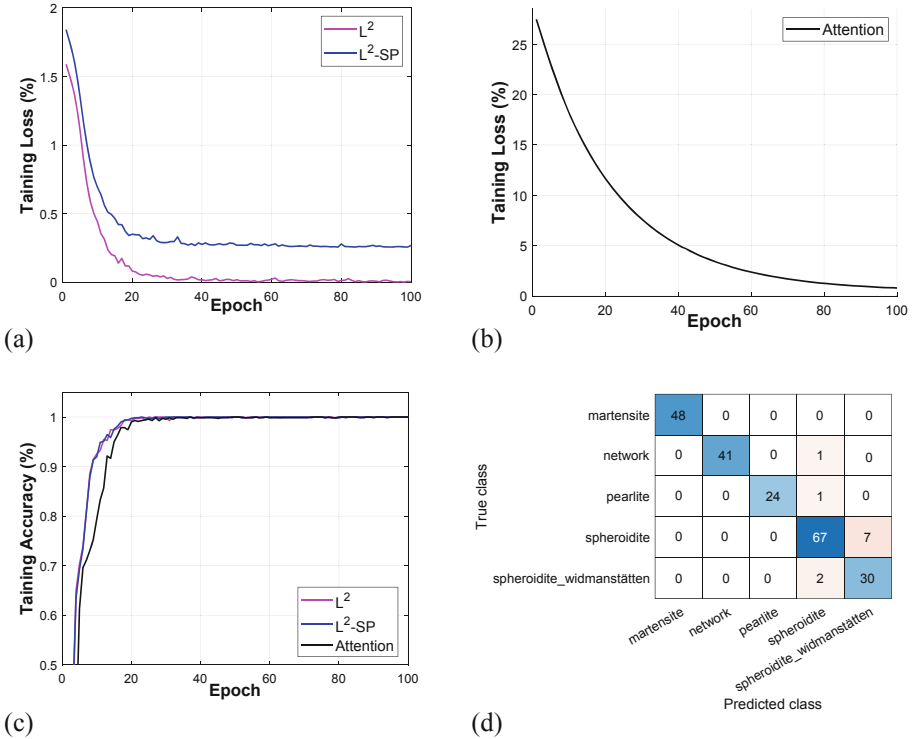 2
1.5
1
0.5
0
0 20 40 60 80 100
Taining Loss (%)
Epoch
L²
L²-SP
(a)
25
20
15
10
5
0
0 20 40 60 80 100
Taining Loss (%)
Epoch
Attention
(b)
1
0.9
0.8
0.7
0.6
0.5
0 20 40 60 80 100
Taining Accuracy (%)
Epoch
L²
L²-SP
Attention
(c)
True class
martensite 48 0 0 0 0
network 0 41 0 1 0
pearlite 0 0 24 1 0
spheroidite 0 0 0 67 7
spheroidite_widmanstätten 0 0 0 2 30
martensite
network
pearlite
spheroidite
spheroidite_widmanstätten
Predicted class
(d)